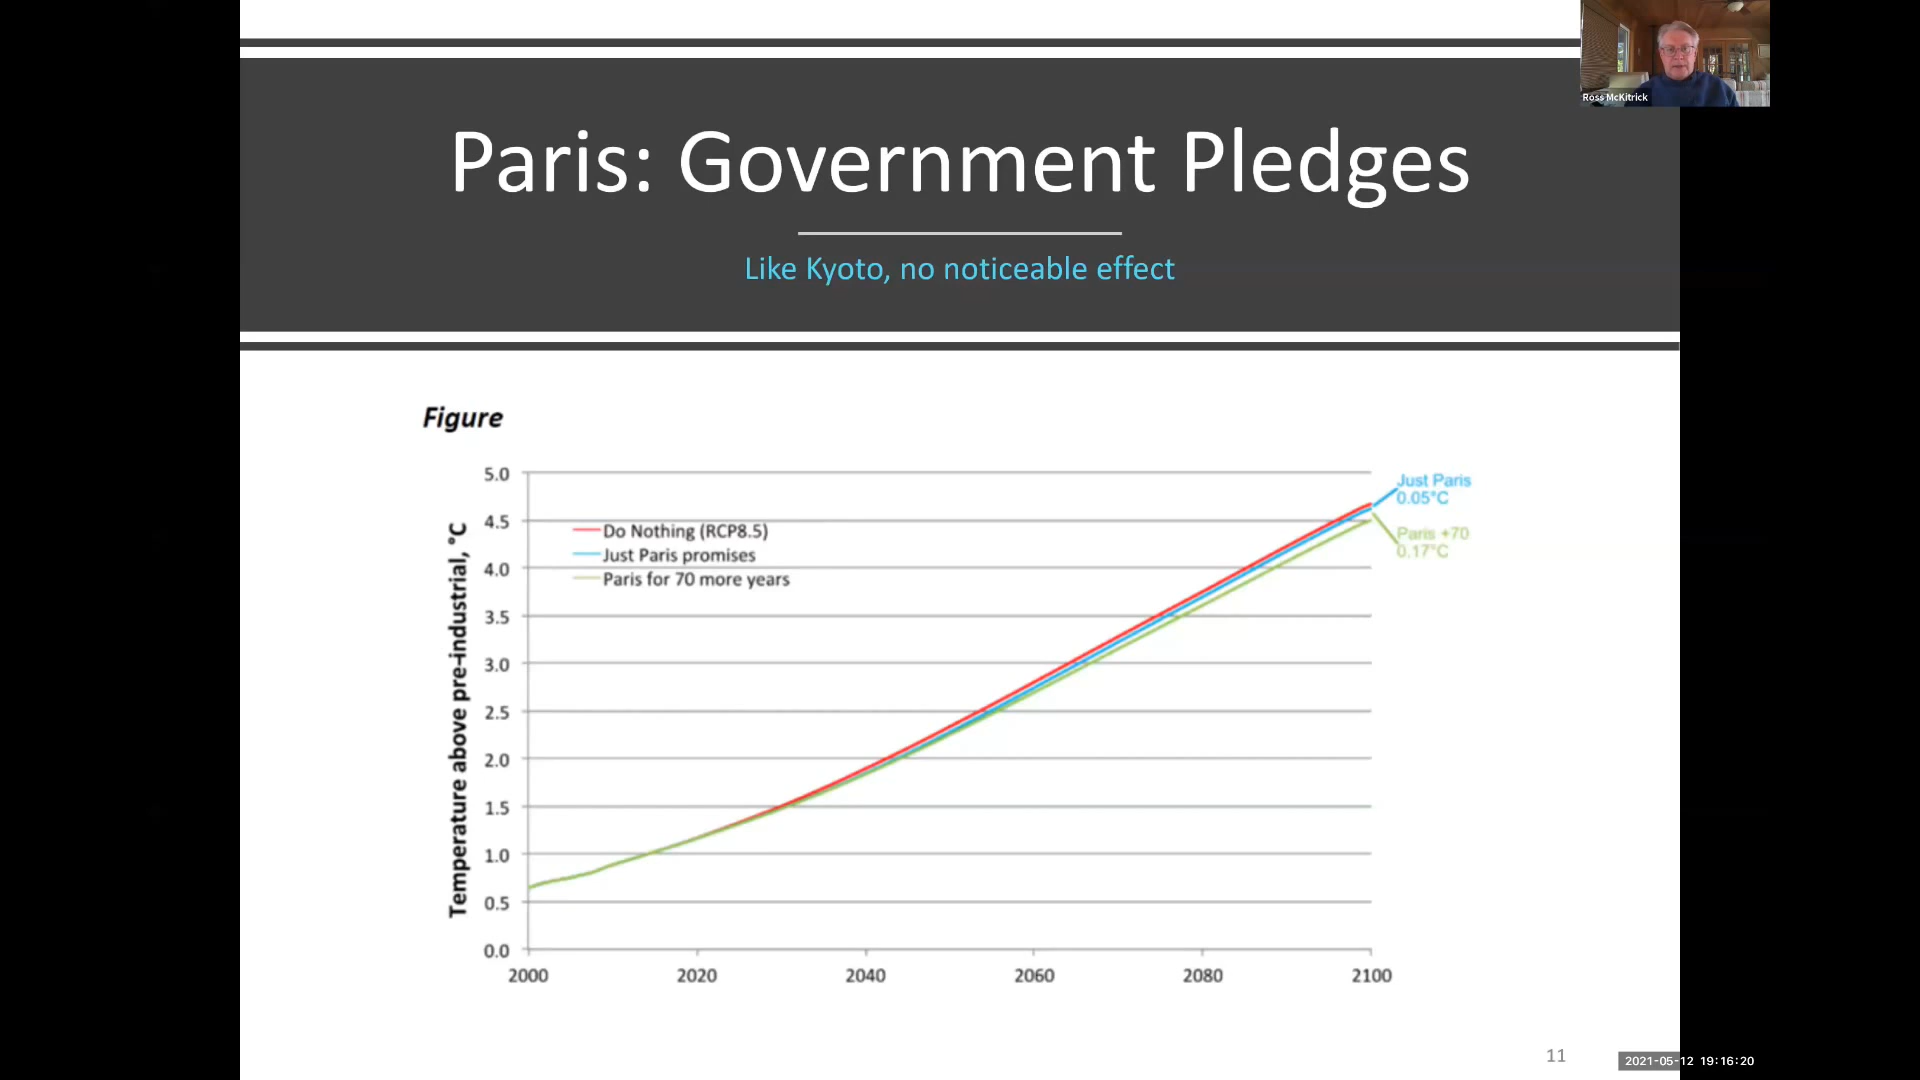 Ross McKitrick
Paris: Government Pledges
Like Kyoto, no noticeable effect
Figure
Temperature above pre-industrial, °C
5.0
4.5
4.0
3.5
3.0
2.5
2.0
1.5
1.0
0.5
0.0
Do Nothing (RCP8.5)
Just Paris promises
Paris for 70 more years
Just Paris
0.05°C
Paris +70
0.17°C
2000 2020 2040 2060 2080 2100
11
2021-05-12 19:16:20